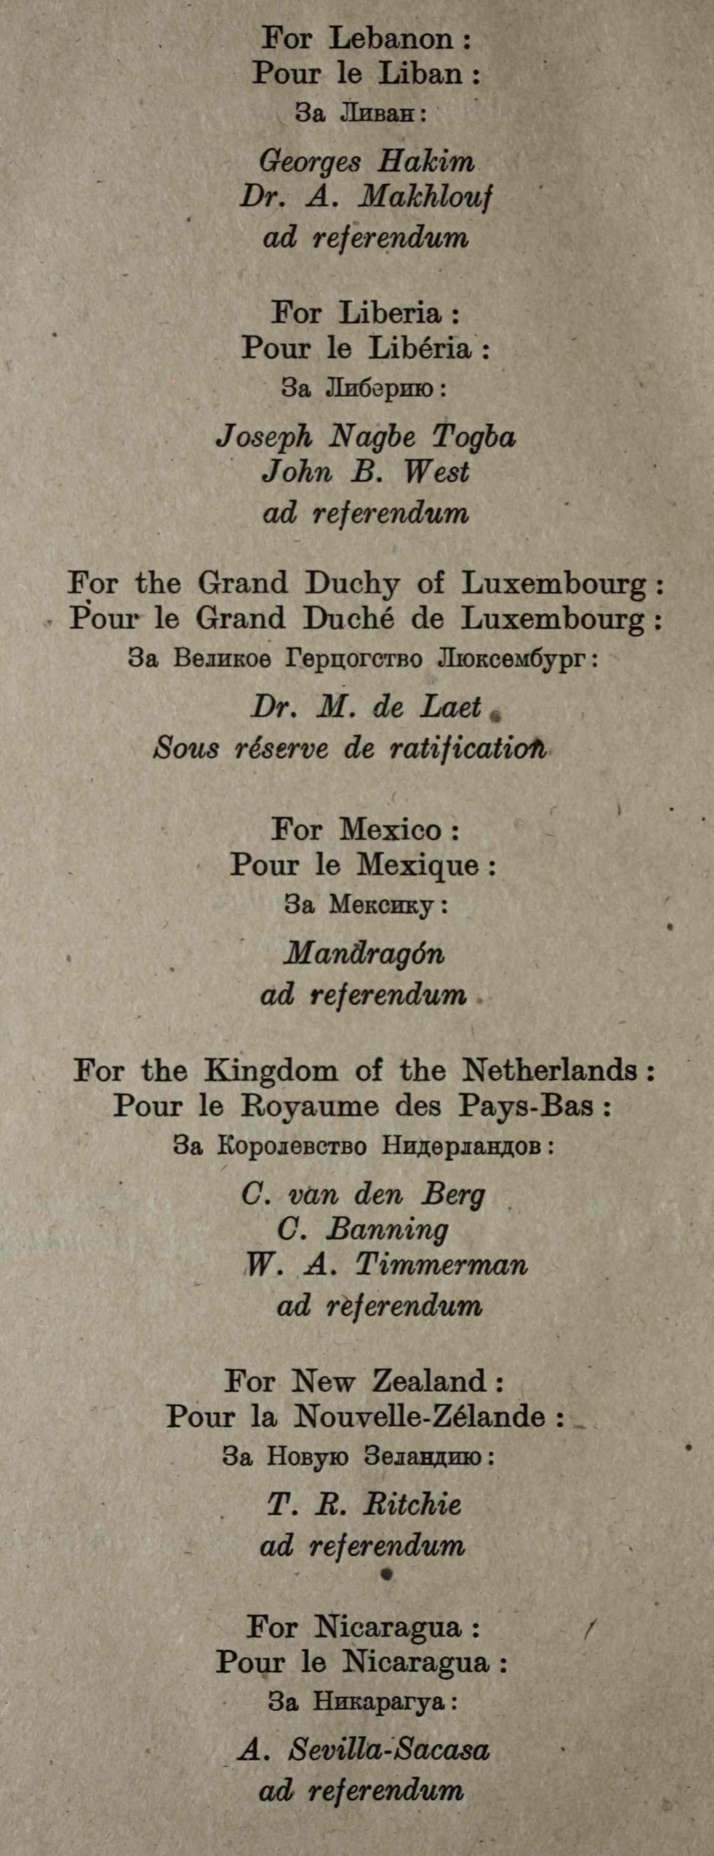 For Lebanon :
Pour le Liban :
За Ливан :
Georges Hakim
Dr. A. Makhlouf
ad referendum
For Liberia :
Pour le Libéria :
За Либерию :
Joseph Nagbe Togba
John B. West
ad referendum
For the Grand Duchy of Luxembourg :
Pour le Grand Duché de Luxembourg :
За Великое Герцогство Люксембург :
Dr. M. de Laet
Sous réserve de ratification
For Mexico :
Pour le Mexique :
За Мексику :
Mandragón
ad referendum
For the Kingdom of the Netherlands :
Pour le Royaume des Pays-Bas :
За Королевство Нидерландов :
C. van den Berg
C. Banning
W. A. Timmerman
ad referendum
For New Zealand :
Pour la Nouvelle-Zélande :
За Новую Зеландию :
T. R. Ritchie
ad referendum
For Nicaragua :
Pour le Nicaragua :
За Никарагуа :
A. Sevilla-Sacasa
ad referendum